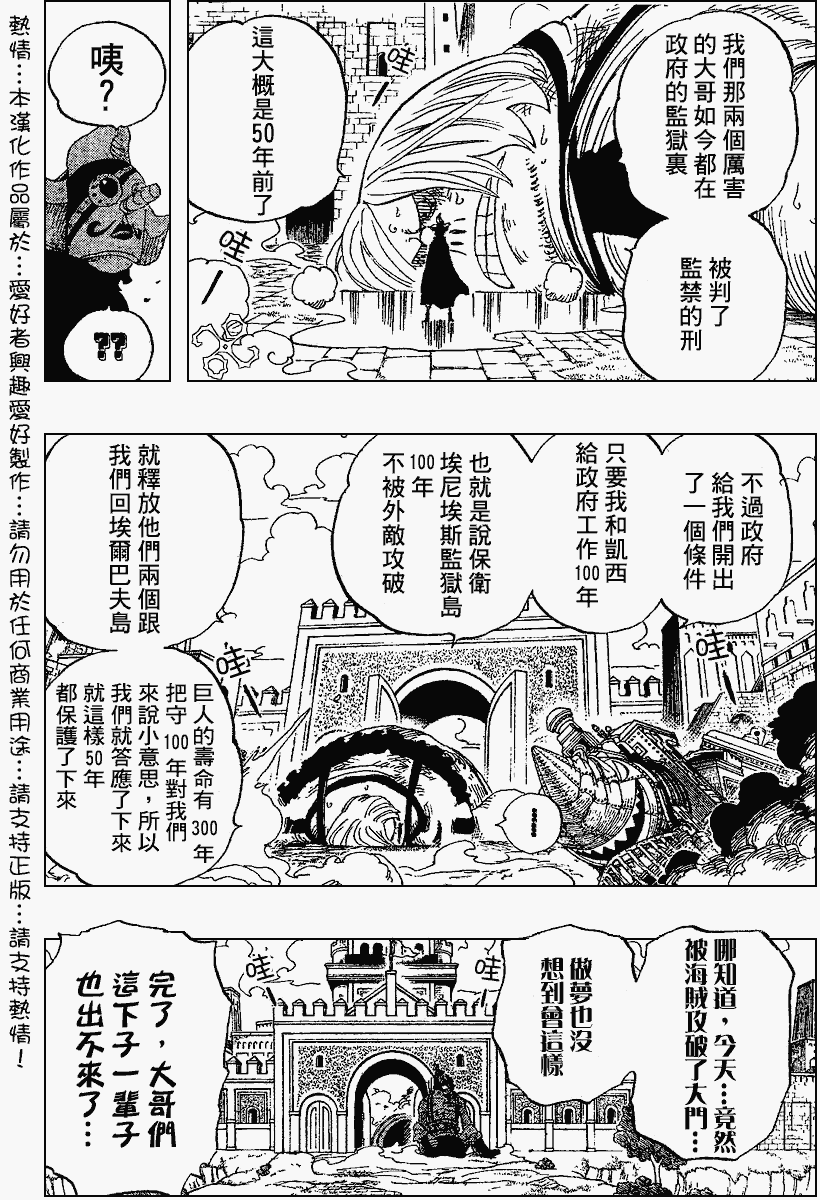 我們那兩個厲害
的大哥如今都在
政府的監獄裏
被判了
監禁的刑
這大概是50年前了
哇
哇
咦?
??
不過政府
給我們開出
了一個條件
只要我和凱西
給政府工作100年
也就是說保衛
埃尼埃斯監獄島
100年
不被外敵攻破
就釋放他們兩個跟
我們回埃爾巴夫島
巨人的壽命有300年
把守100年對我們
來說小意思,所以
我們就答應了下來
就這樣50年
都保護了下來
哇
哇
……
哪知道,今天…竟然
被海賊攻破了大門…
做夢也沒
想到會這樣
哇
哇
完了,大哥們
這下子一輩子
也出不來了…
熱情…本漢化作品屬於…愛好者興趣愛好製作…請勿用於任何商業用途…請支持正版…請支持熱情!